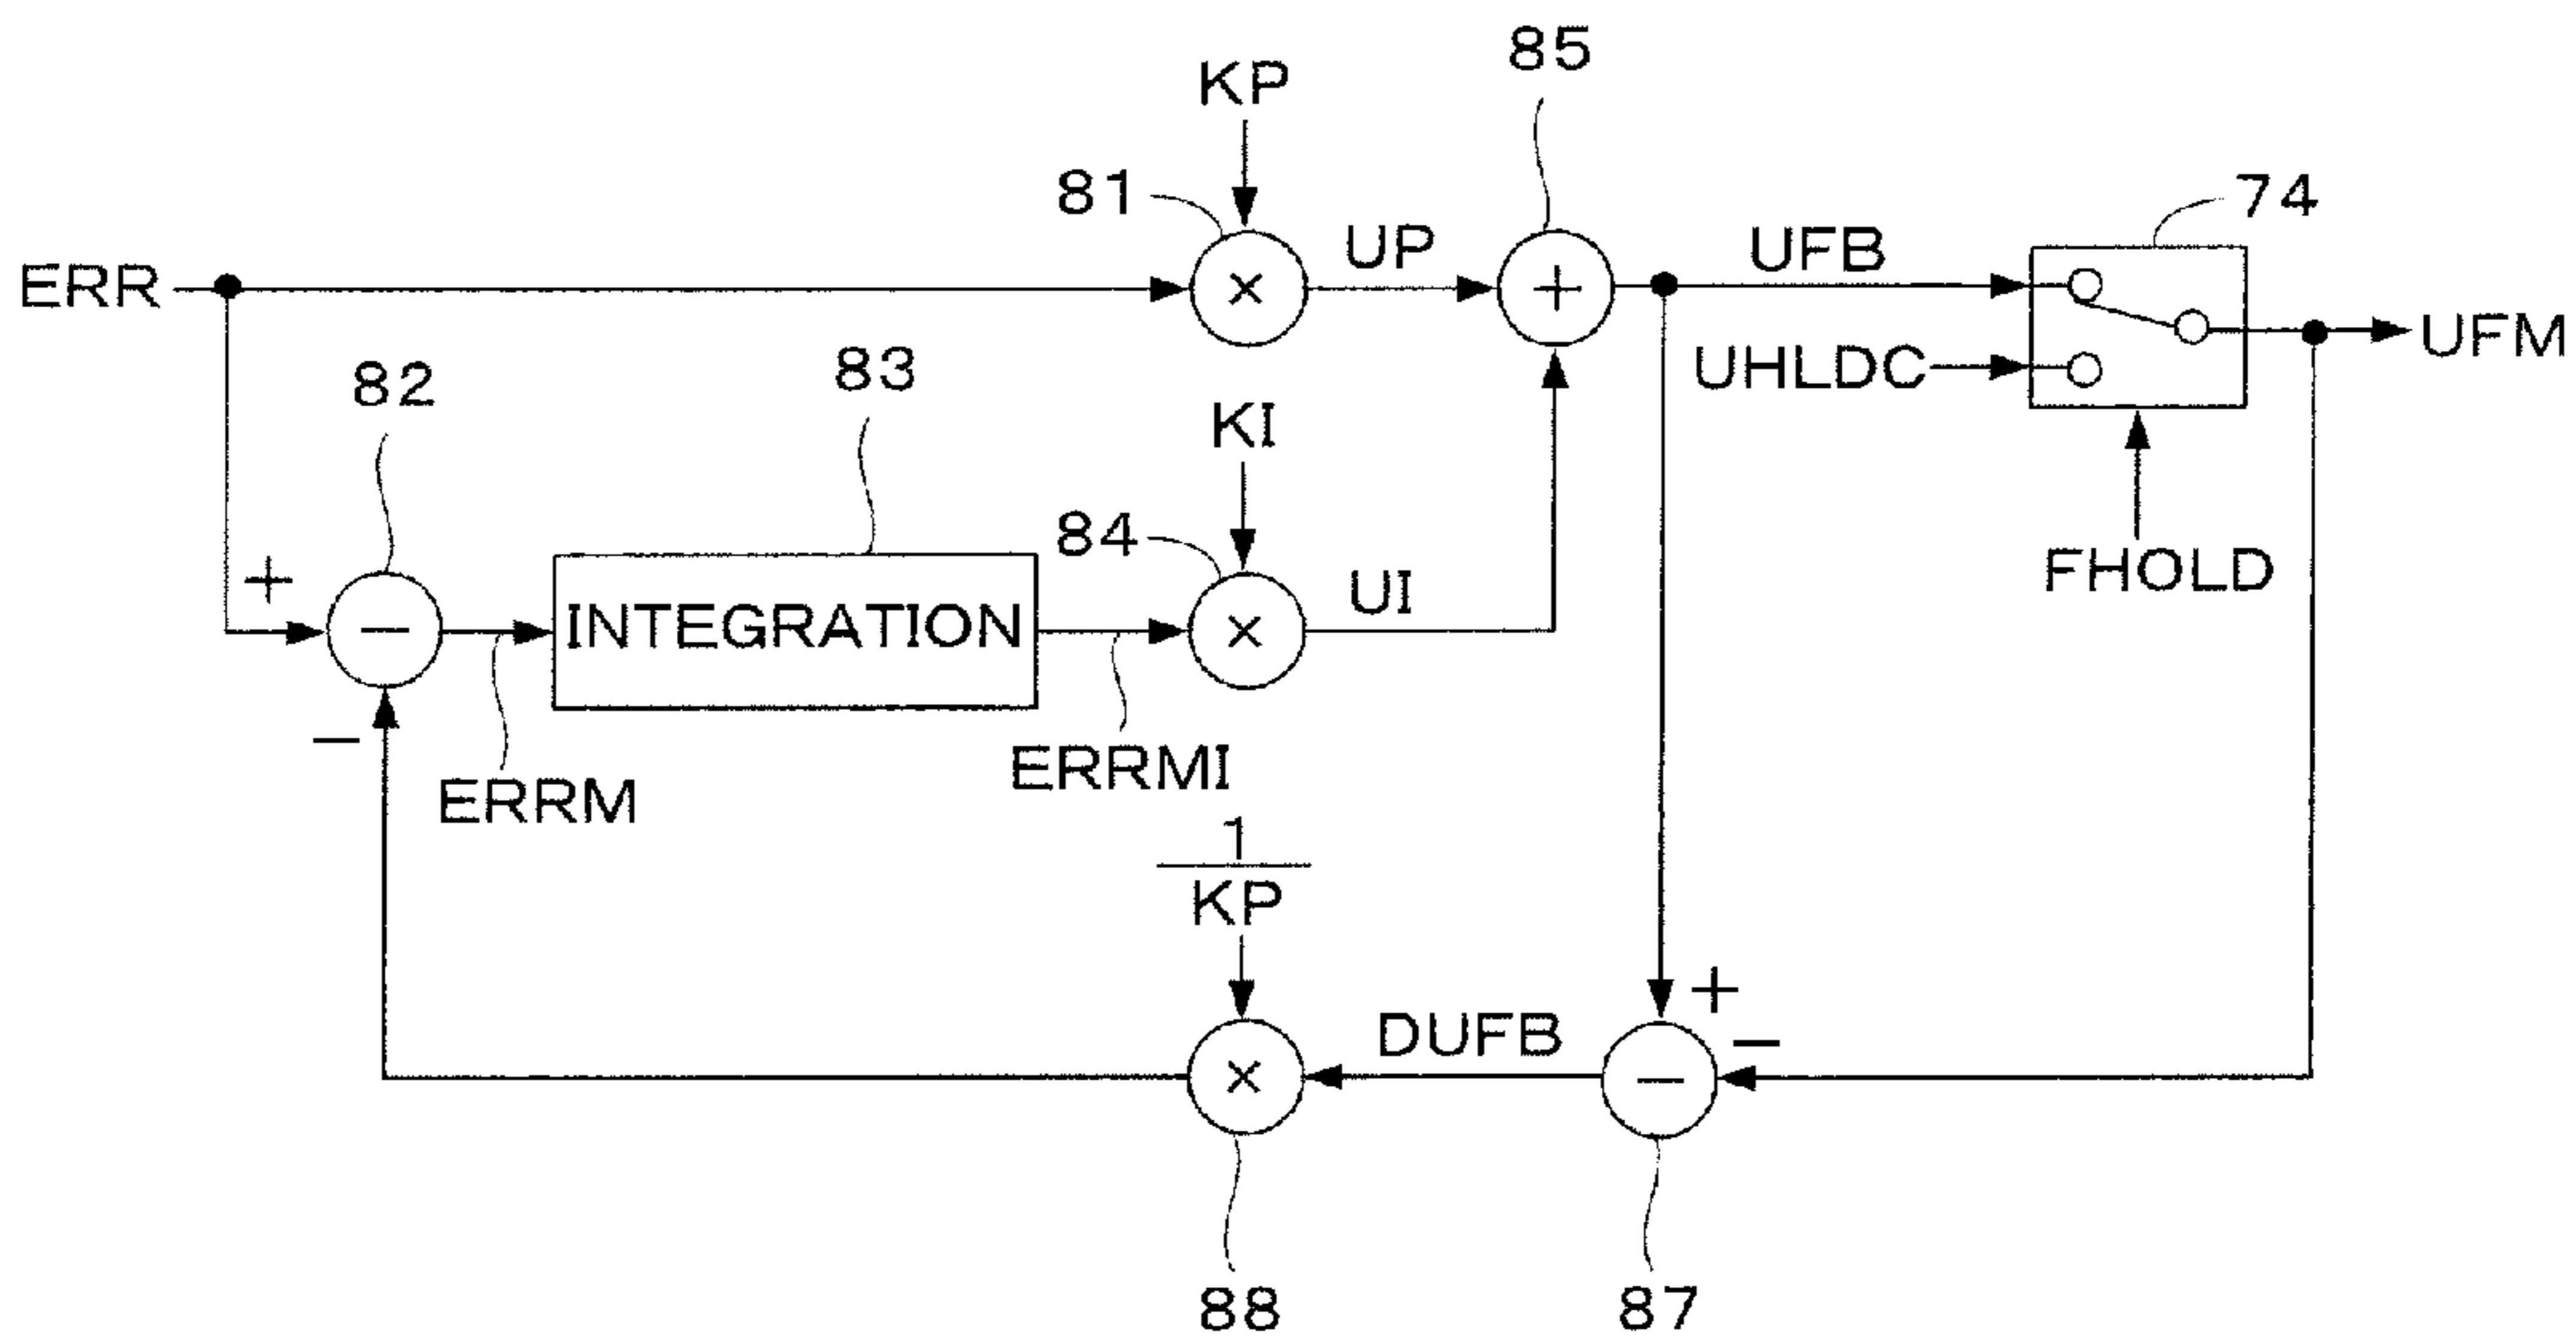 85
KP
81
74
UP
UFB
ERR
×
+
UFM
82
83
UHLDC
KI
84
FHOLD
+
UI
−
INTEGRATION
×
−
ERRMI
ERRM
1
KP
+
DUFB
−
×
−
88
87